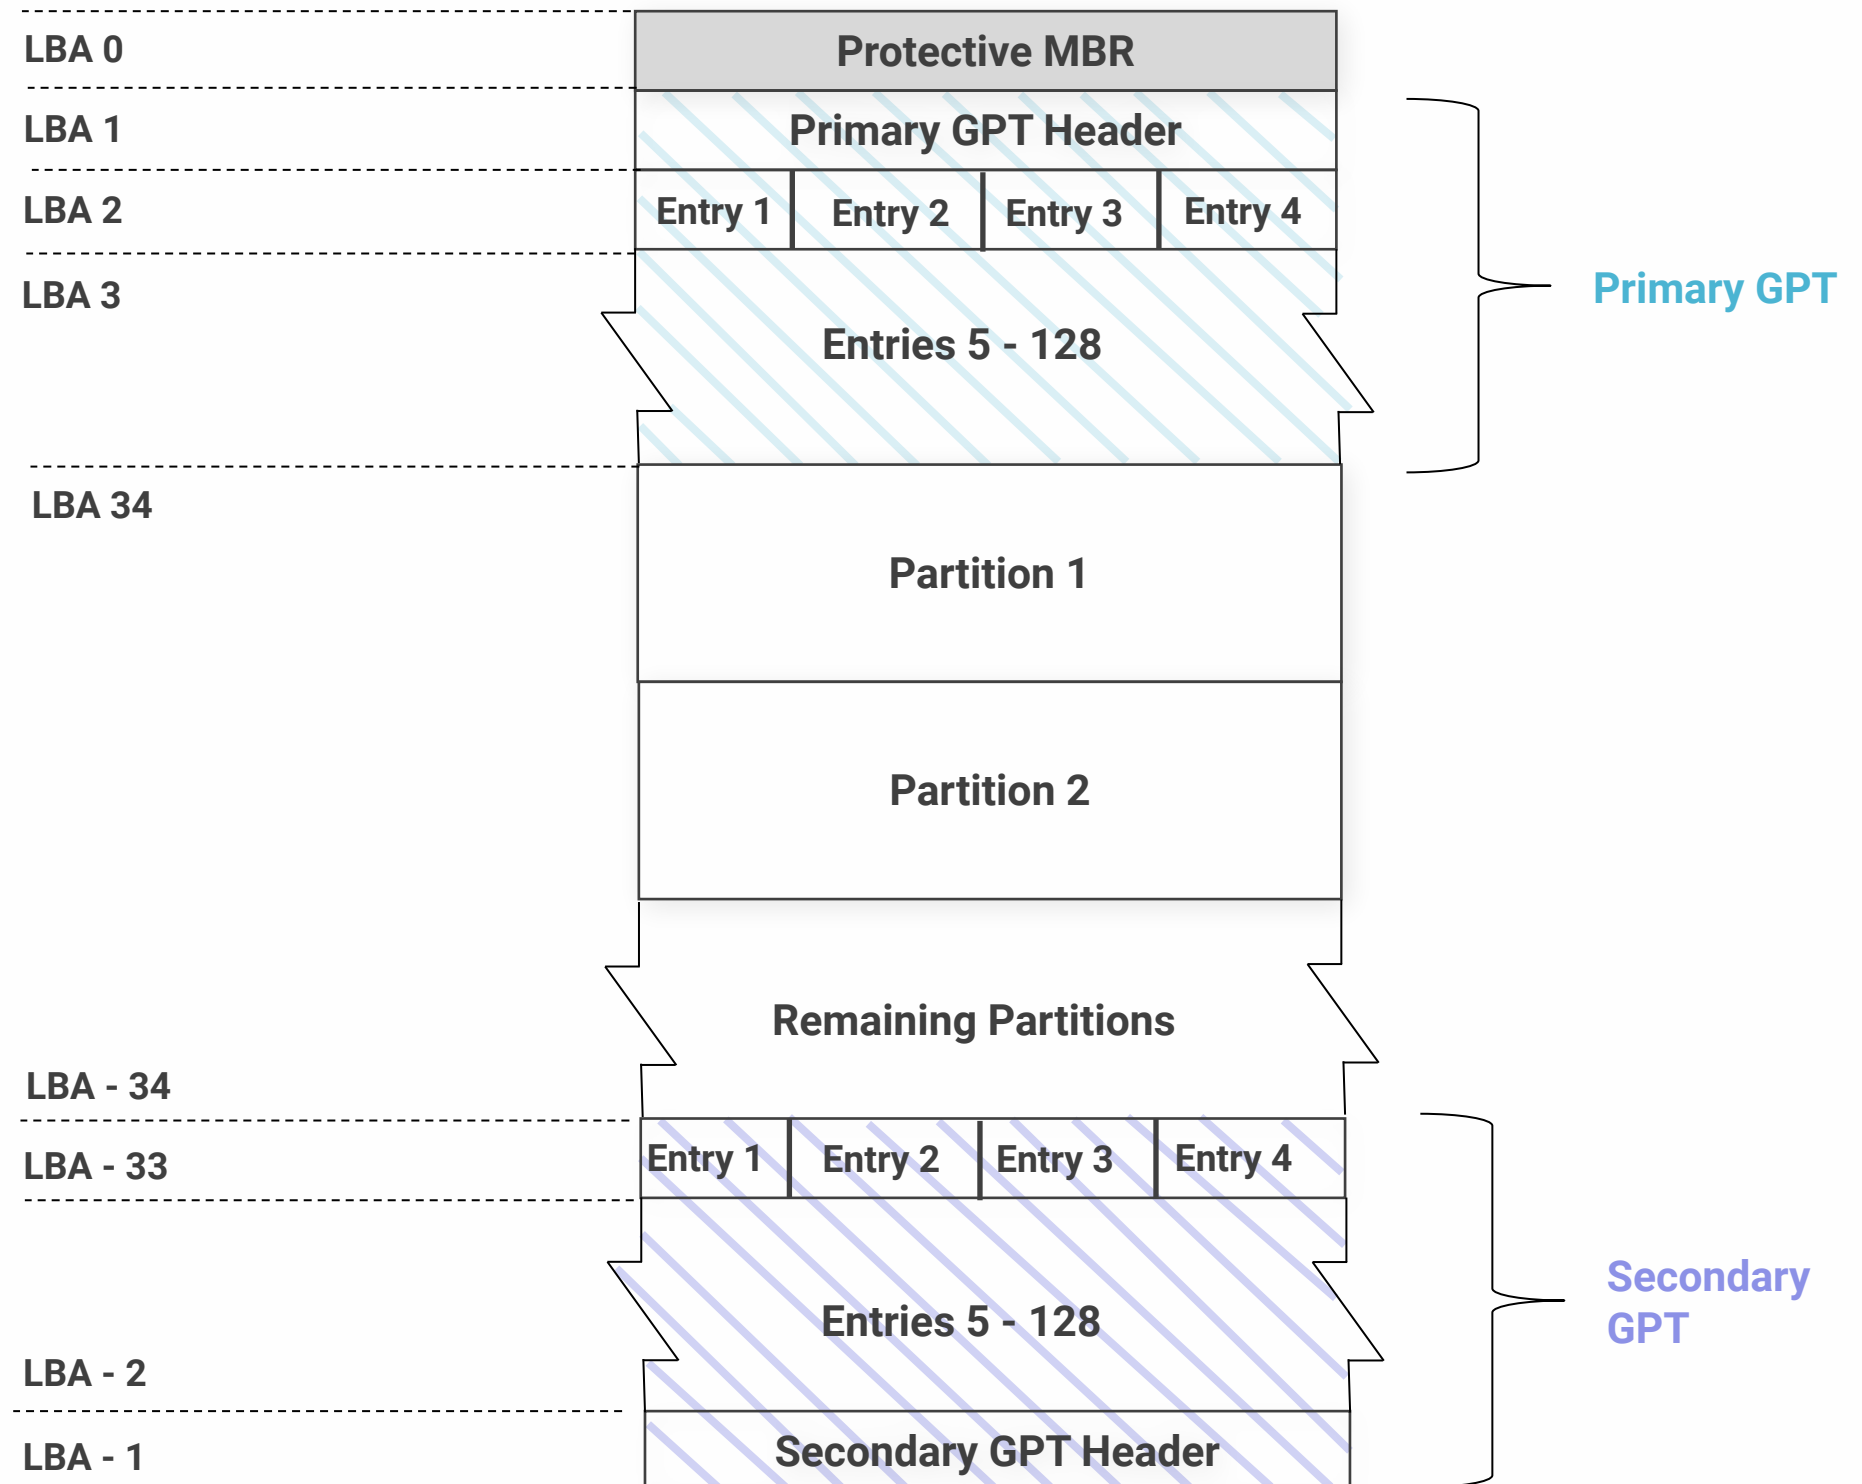 LBA 0
Protective MBR
LBA 1
Primary GPT Header
LBA 2
Entry 1
Entry 2
Entry 3
Entry 4
LBA 3
Primary GPT
Entries 5 - 128
LBA 34
Partition 1
Partition 2
Remaining Partitions
LBA - 34
LBA - 33
Entry 1
Entry 2
Entry 3
Entry 4
Secondary
GPT
Entries 5 - 128
LBA - 2
LBA - 1
Secondary GPT Header